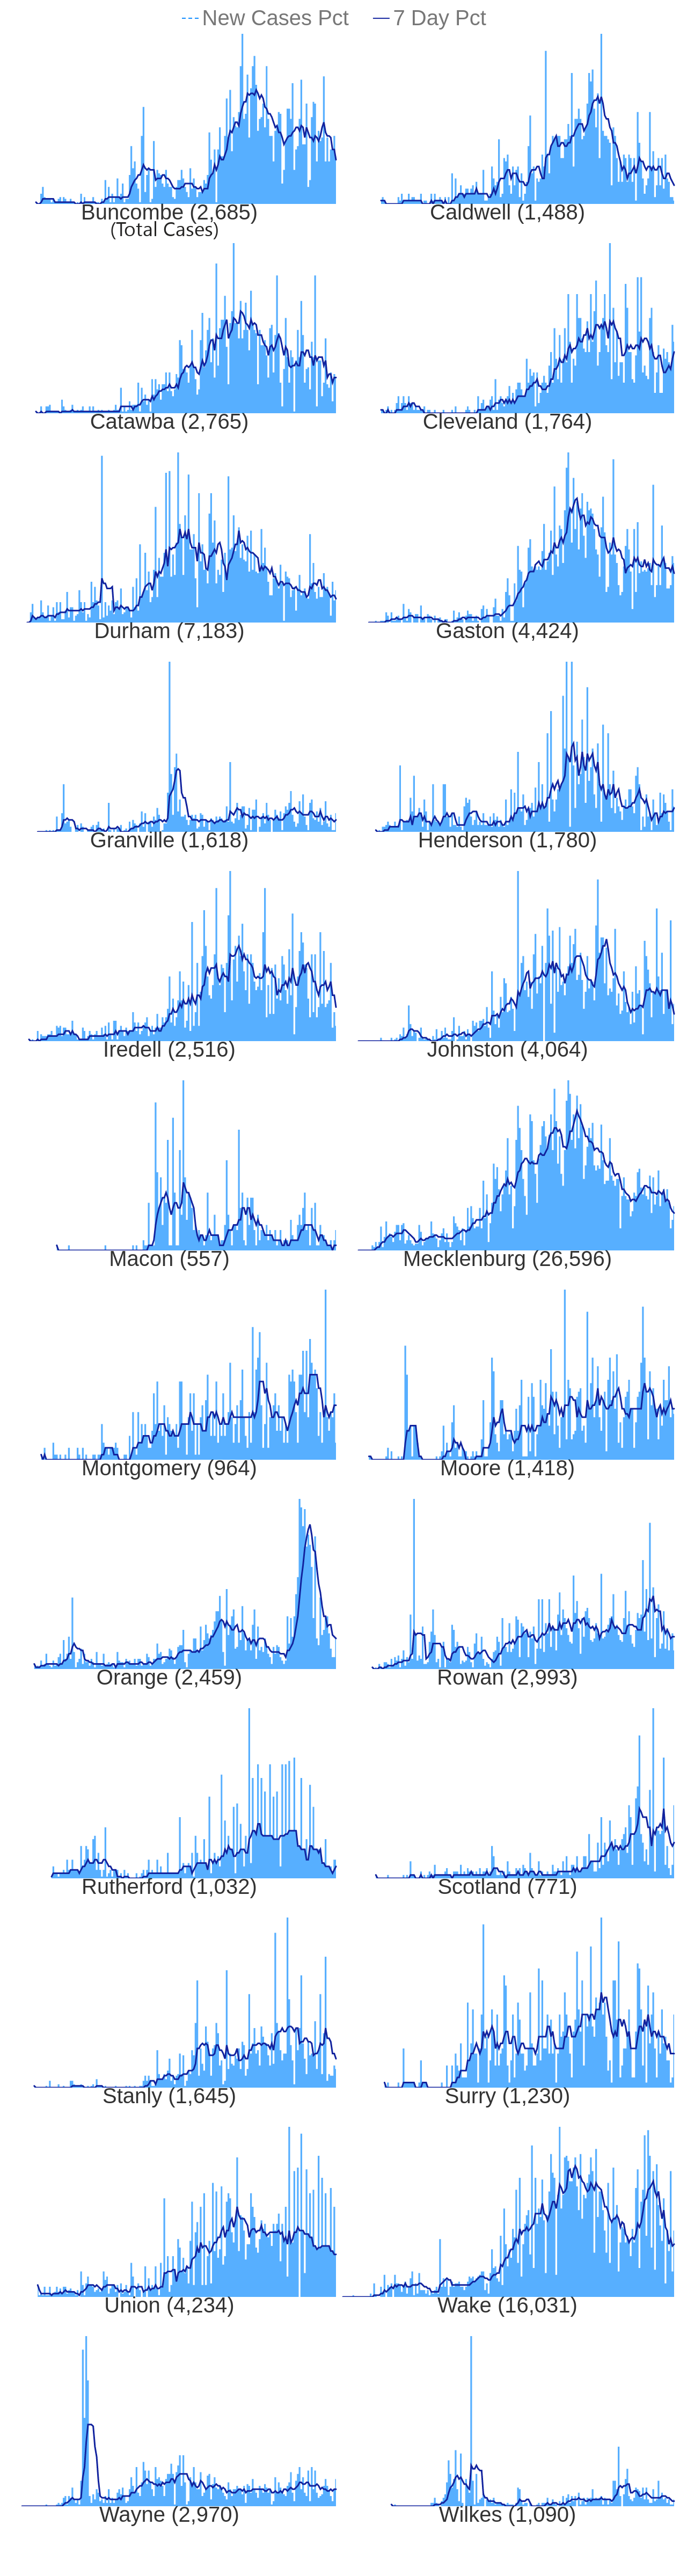 New Cases Pct 7 Day Pct
Buncombe (2,685) Caldwell (1,488)
(Total Cases)
Catawba (2,765) Cleveland (1,764)
Durham (7,183) Gaston (4,424)
Granville (1,618) Henderson (1,780)
Iredell (2,516) Johnston (4,064)
Macon (557) Mecklenburg (26,596)
Montgomery (964) Moore (1,418)
Orange (2,459) Rowan (2,993)
Rutherford (1,032) Scotland (771)
Stanly (1,645) Surry (1,230)
Union (4,234) Wake (16,031)
Wayne (2,970) Wilkes (1,090)